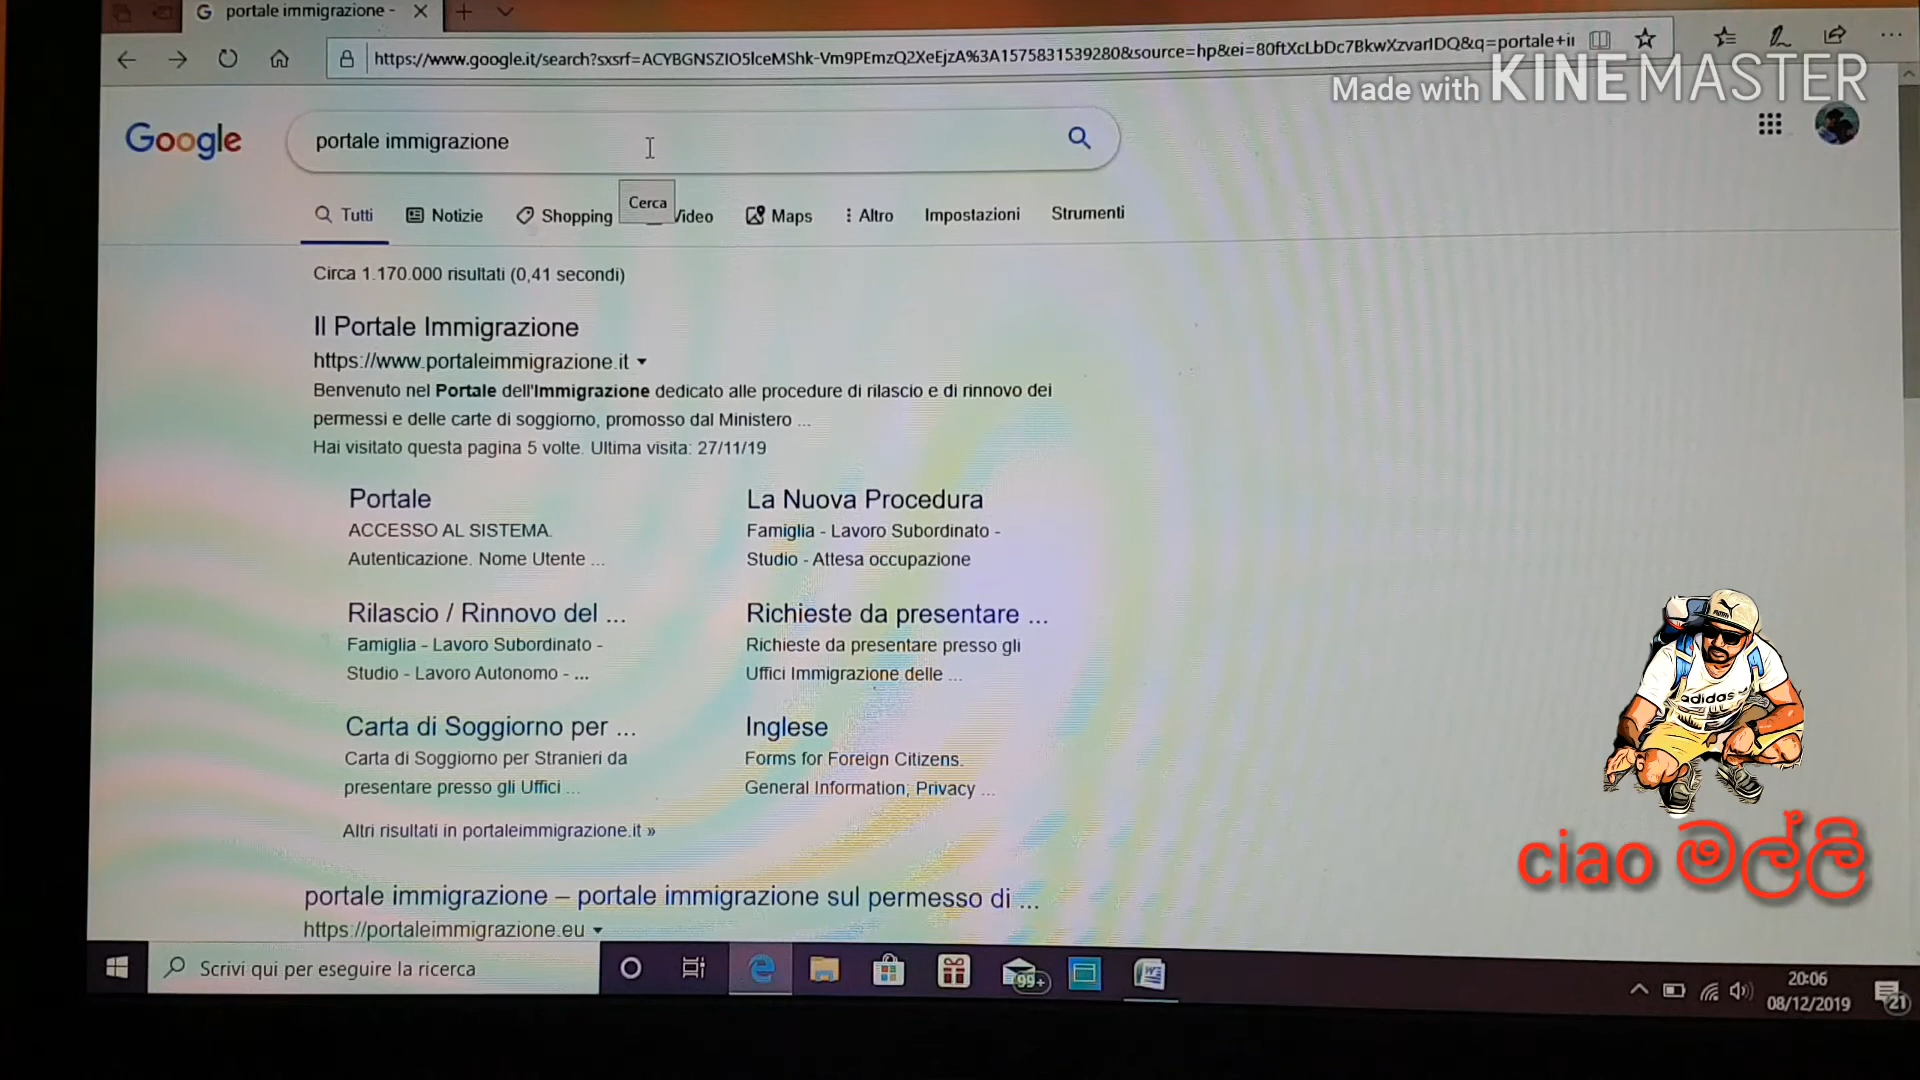 portale immigrazione -
https://www.google.it/search?sxsrf=ACYBGNSZIO5lceMShk-Vm9PEmzQ2XeEjzA%3A1575831539280&source=hp&ei=80ftXcLbDc7BkwXzvarIDQ&q=portale+ii
Made with KINEMASTER
Google
portale immigrazione
Cerca
Tutti Notizie Shopping Video Maps Altro Impostazioni Strumenti
Circa 1.170.000 risultati (0,41 secondi)
Il Portale Immigrazione
https://www.portaleimmigrazione.it
Benvenuto nel Portale dell'Immigrazione dedicato alle procedure di rilascio e di rinnovo dei
permessi e delle carte di soggiorno, promosso dal Ministero ...
Hai visitato questa pagina 5 volte. Ultima visita: 27/11/19
Portale
ACCESSO AL SISTEMA.
Autenticazione. Nome Utente ...
La Nuova Procedura
Famiglia - Lavoro Subordinato -
Studio - Attesa occupazione
Rilascio / Rinnovo del ...
Famiglia - Lavoro Subordinato -
Studio - Lavoro Autonomo - ...
Richieste da presentare ...
Richieste da presentare presso gli
Uffici Immigrazione delle ...
Carta di Soggiorno per ...
Carta di Soggiorno per Stranieri da
presentare presso gli Uffici ...
Inglese
Forms for Foreign Citizens.
General Information, Privacy ...
Altri risultati in portaleimmigrazione.it »
portale immigrazione – portale immigrazione sul permesso di ...
https://portaleimmigrazione.eu
adidas
ciao මල්ලි
Scrivi qui per eseguire la ricerca
99+
20:06
08/12/2019
21